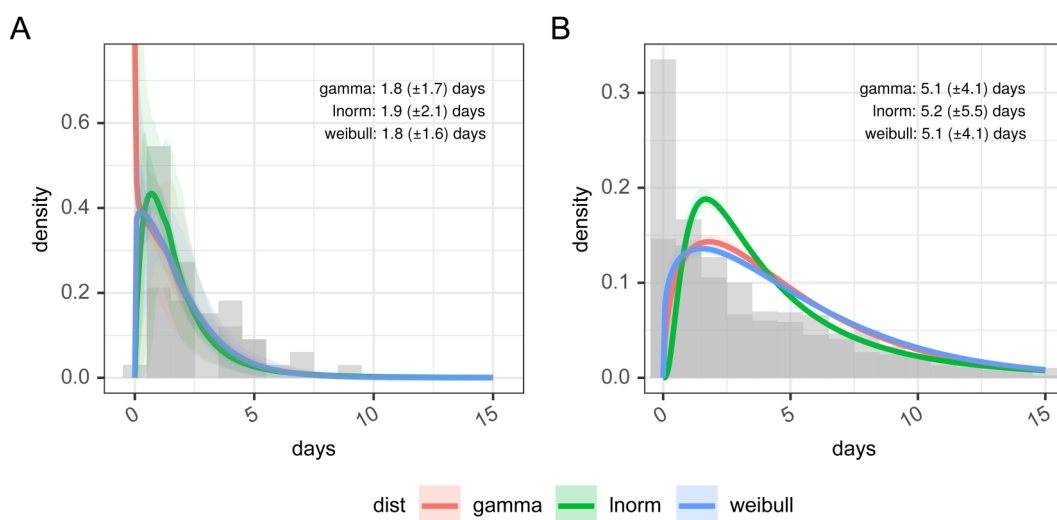 A
density
0.6
0.4
0.2
0.0
gamma: 1.8 (±1.7) days
lnorm: 1.9 (±2.1) days
weibull: 1.8 (±1.6) days
0
5
10
15
days
B
density
0.3
0.2
0.1
0.0
gamma: 5.1 (±4.1) days
lnorm: 5.2 (±5.5) days
weibull: 5.1 (±4.1) days
0
5
10
15
days
dist gamma lnorm weibull